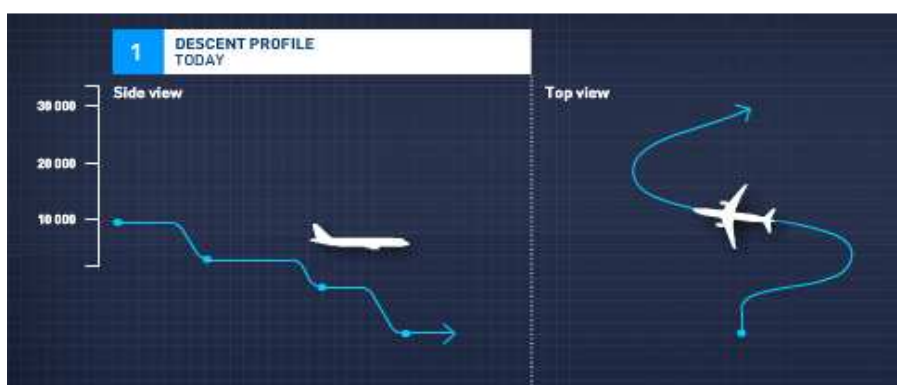 1
DESCENT PROFILE
TODAY
Side view
Top view
30 000
20 000
10 000